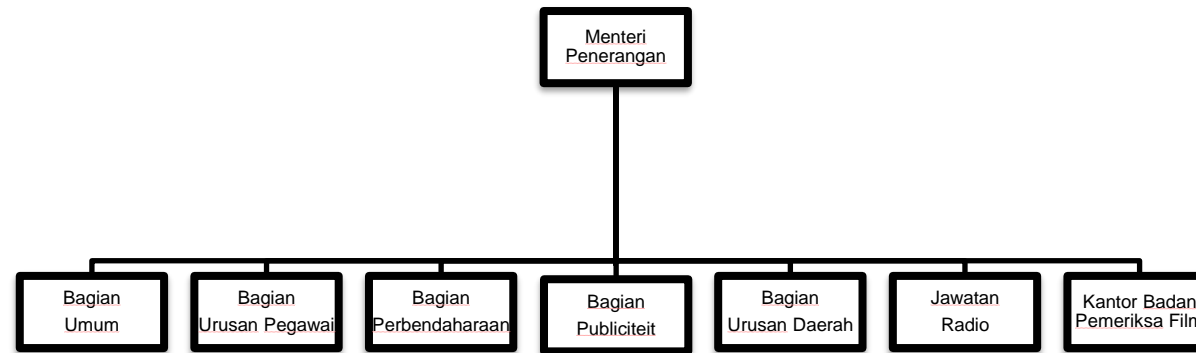 Menteri
Penerangan
Bagian
Umum
Bagian
Urusan Pegawai
Bagian
Perbendaharaan
Bagian
Publiciteit
Bagian
Urusan Daerah
Jawatan
Radio
Kantor Badan
Pemeriksa Film